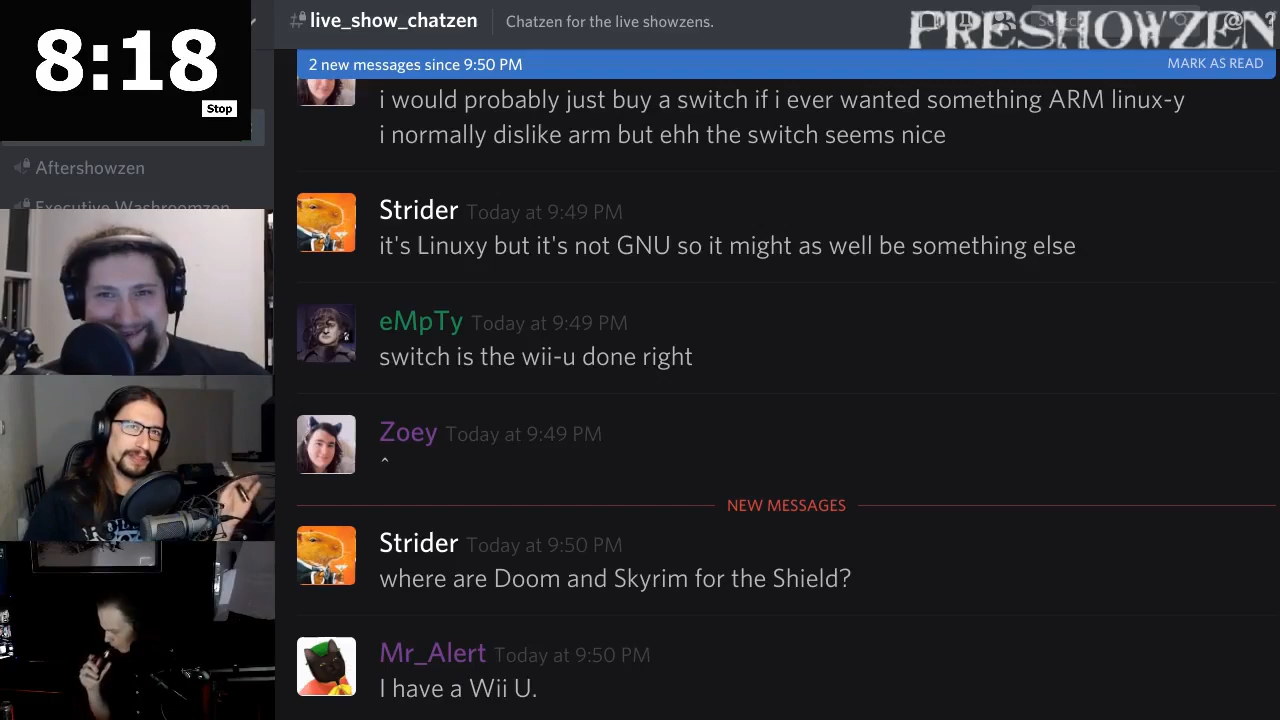 8:18
Stop
live_show_chatzen
Chatzen for the live showzens.
PRESHOWZEN
2 new messages since 9:50 PM
MARK AS READ
i would probably just buy a switch if i ever wanted something ARM linux-y
i normally dislike arm but ehh the switch seems nice
Aftershowzen
Executive Washroomzen
Strider Today at 9:49 PM
it's Linuxy but it's not GNU so it might as well be something else
eMpTy Today at 9:49 PM
switch is the wii-u done right
Zoey Today at 9:49 PM
^
NEW MESSAGES
Strider Today at 9:50 PM
where are Doom and Skyrim for the Shield?
Mr_Alert Today at 9:50 PM
I have a Wii U.